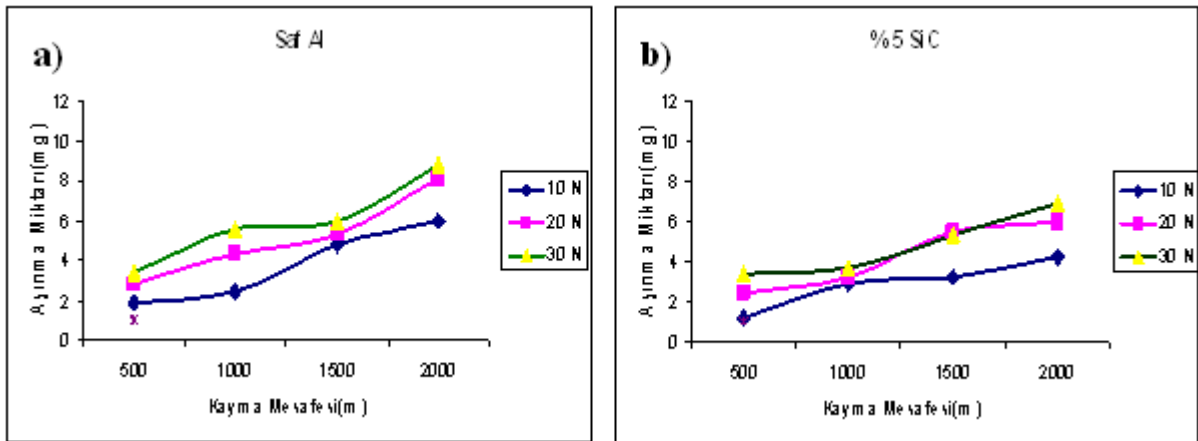 a)
Saf Al
Aşınma Miktarı(mg)
12
10
8
6
4
2
0
500 1000 1500 2000
Kayma Mesafesi(m)
10 N
20 N
30 N
b)
%5 SiC
Aşınma Miktarı(mg)
12
10
8
6
4
2
0
500 1000 1500 2000
Kayma Mesafesi(m)
10 N
20 N
30 N